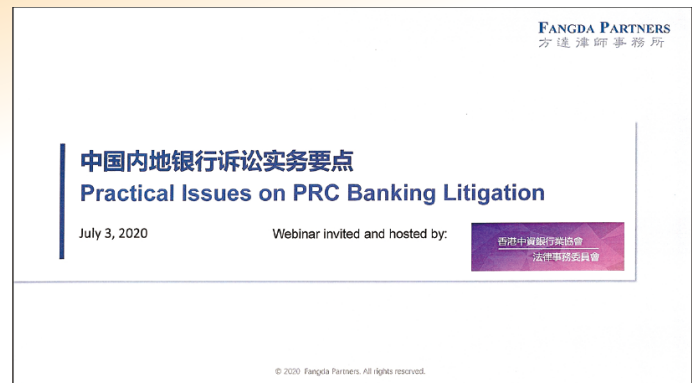 FANGDA PARTNERS
方達律師事務所
中国内地银行诉讼实务要点
Practical Issues on PRC Banking Litigation
July 3, 2020
Webinar invited and hosted by:
香港中資銀行業協會
法律事務委員會
© 2020 Fangda Partners. All rights reserved.